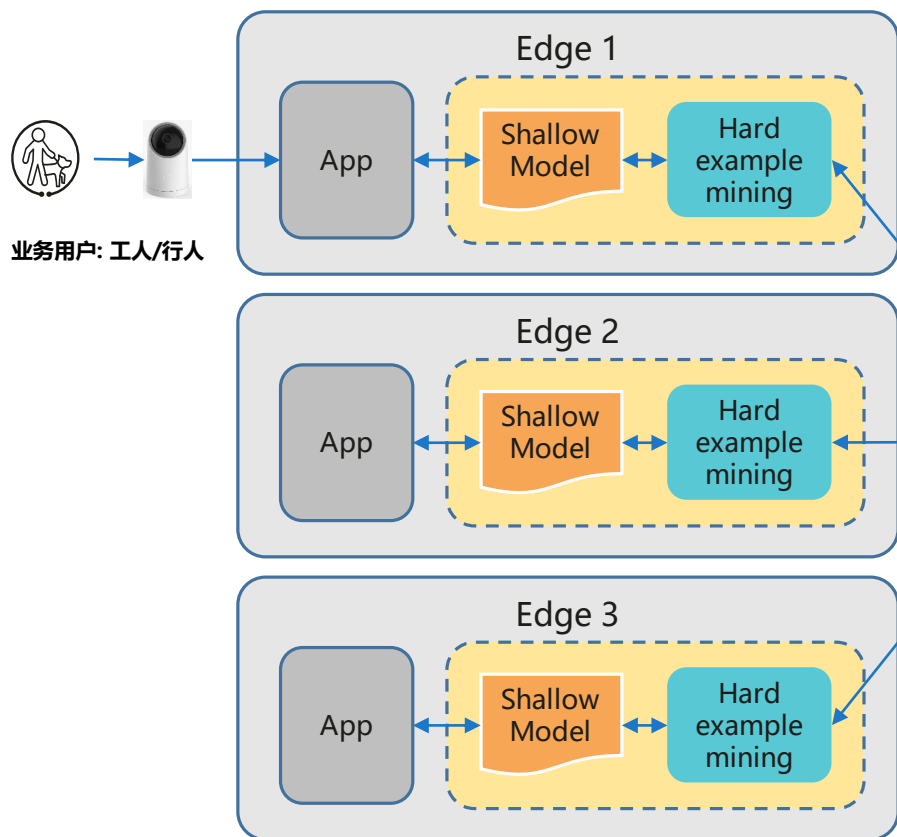 Edge 1
App
Shallow
Model
Hard
example
mining
业务用户: 工人/行人
Edge 2
App
Shallow
Model
Hard
example
mining
Edge 3
App
Shallow
Model
Hard
example
mining